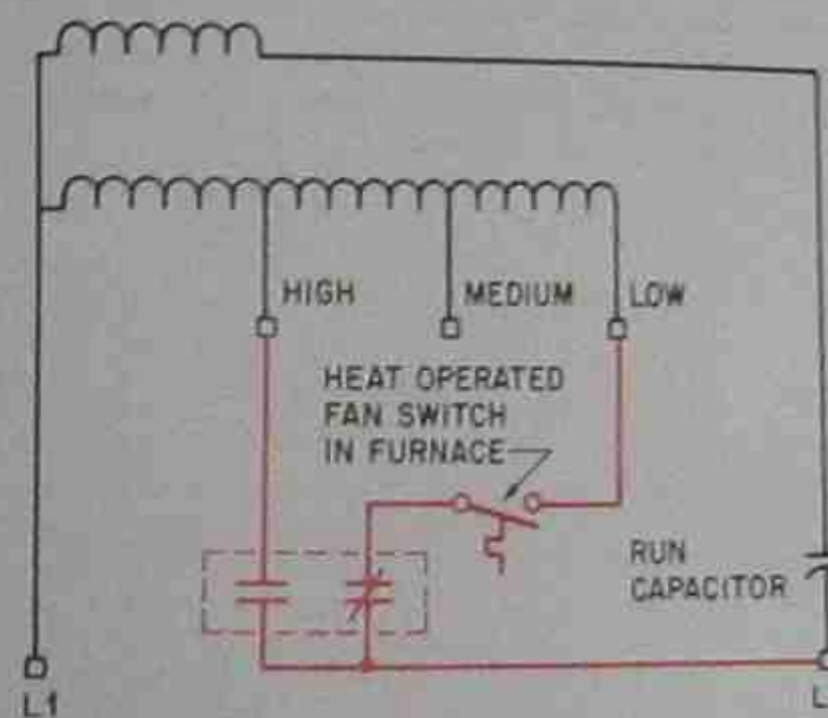 HIGH
MEDIUM
LOW
HEAT OPERATED
FAN SWITCH
IN FURNACE
RUN
CAPACITOR
L1
L